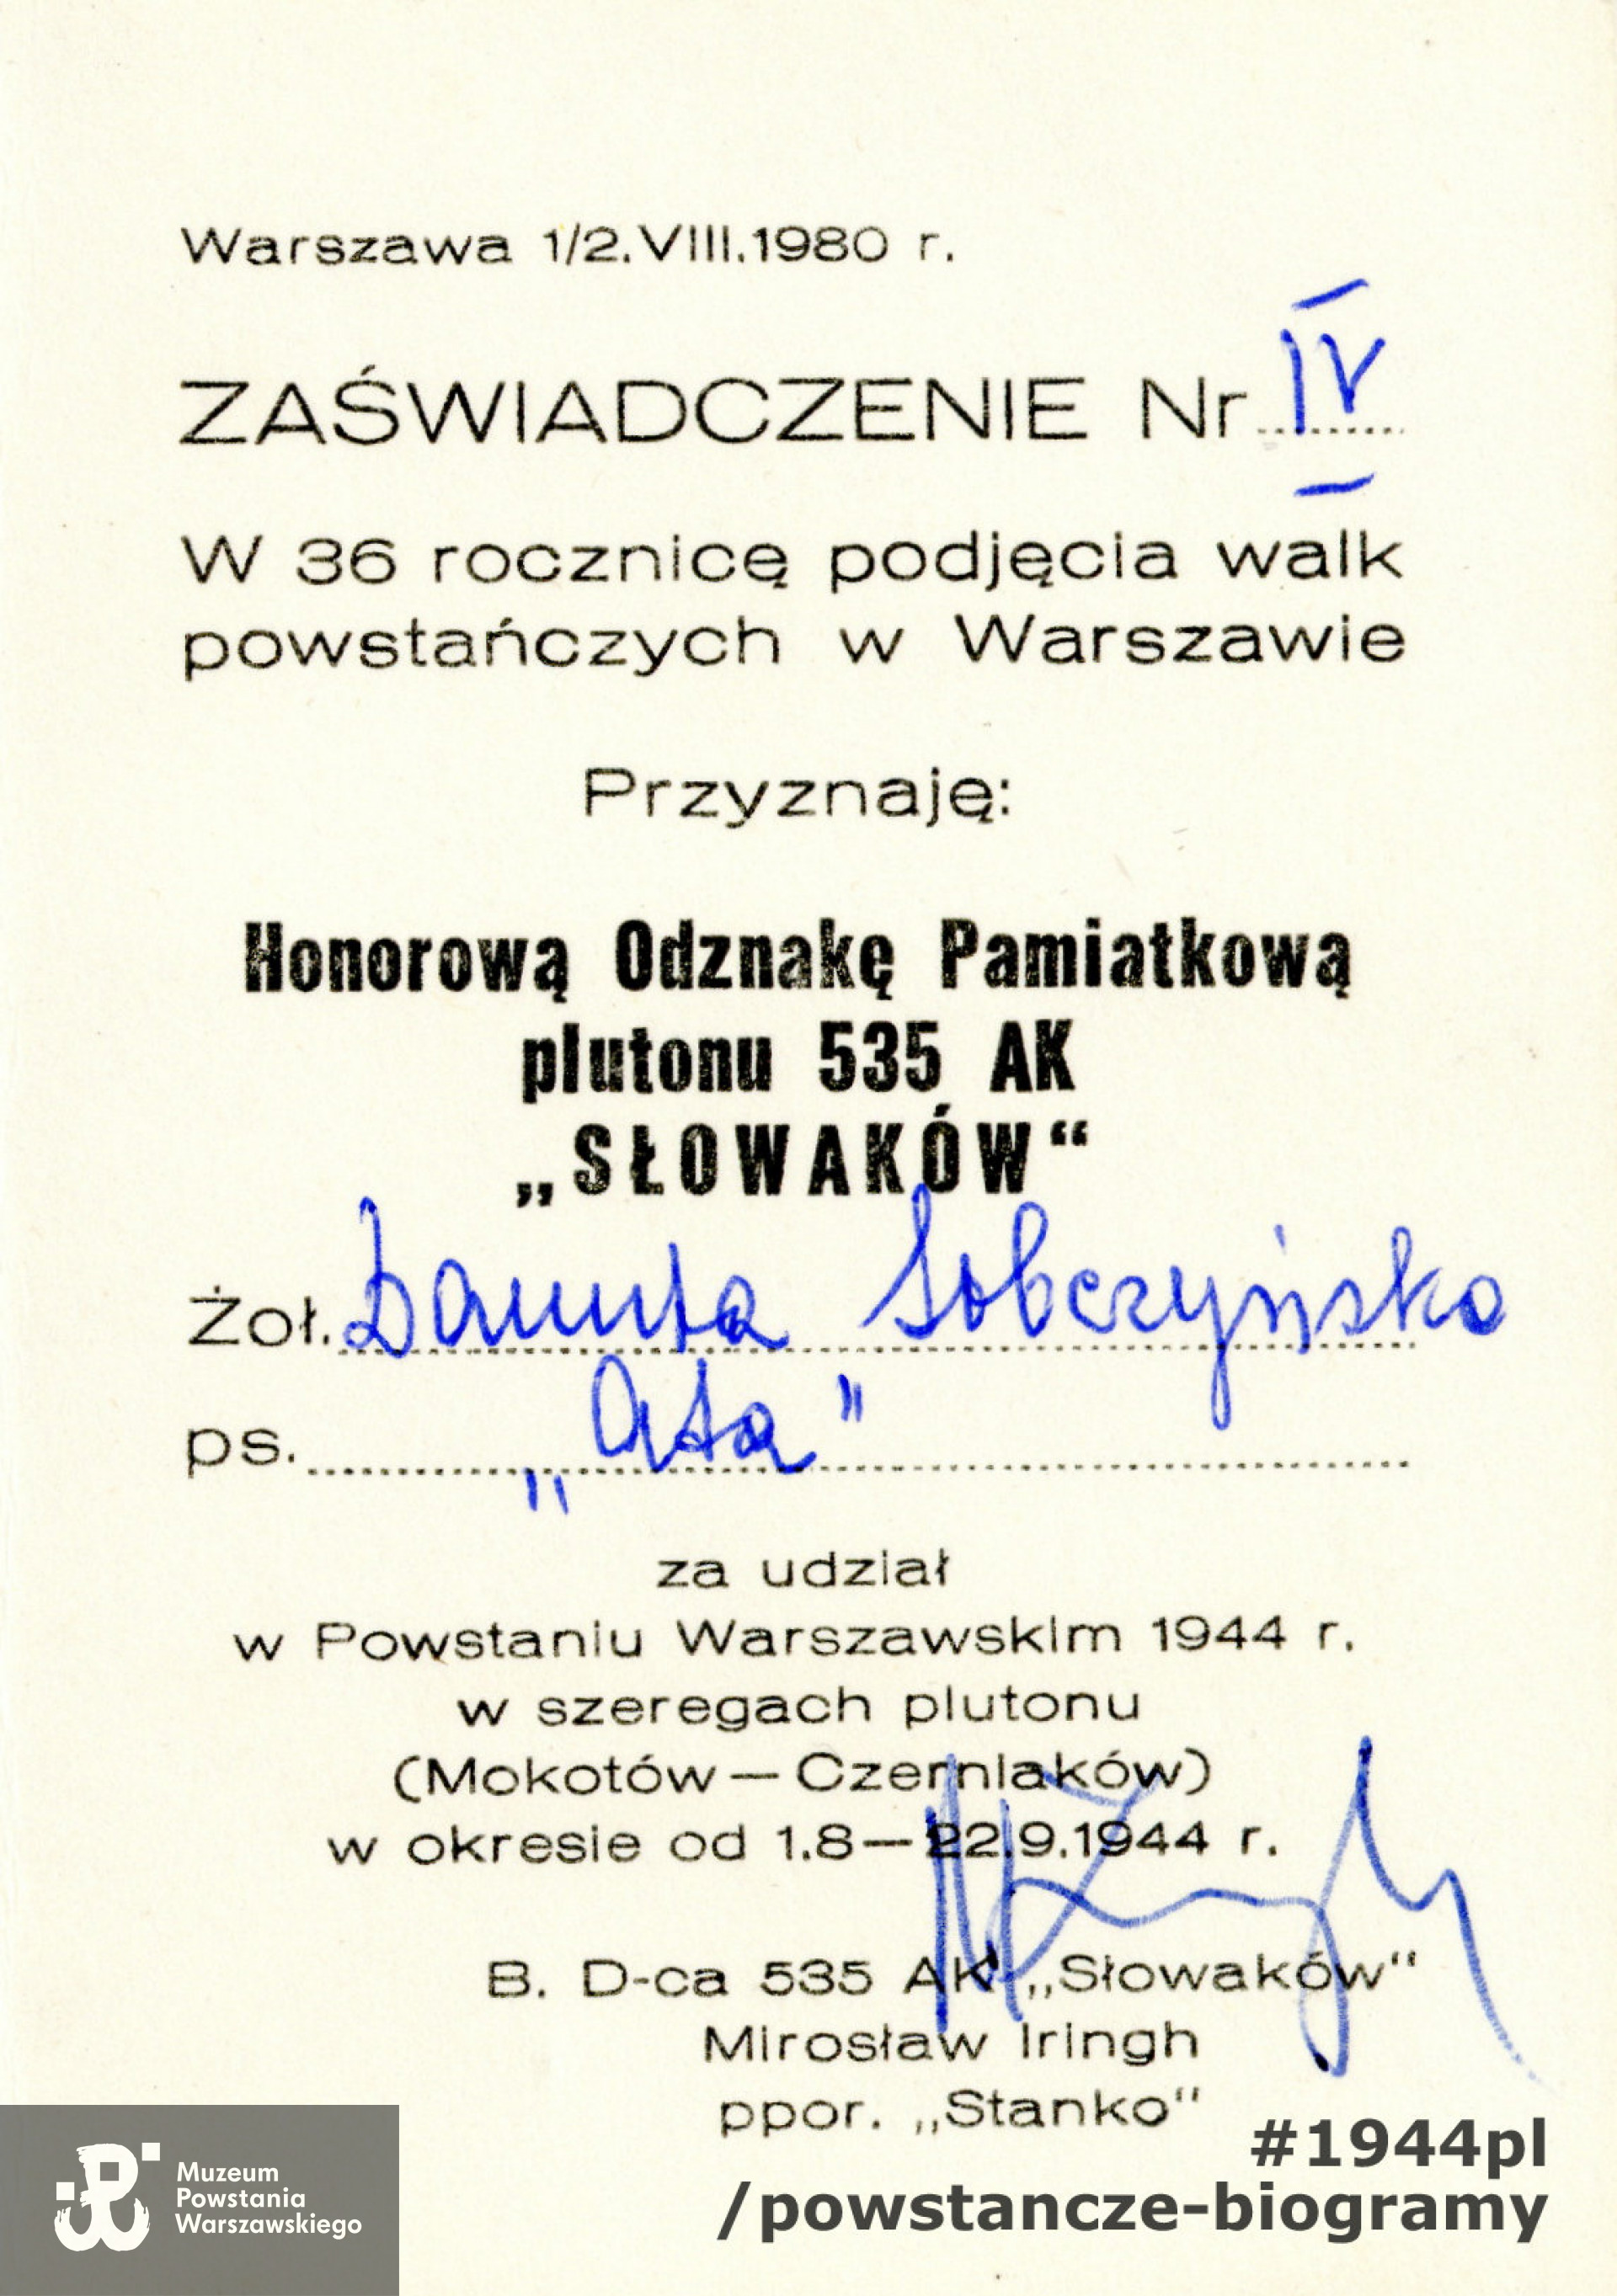 Warszawa 1/2.VIII.1980 r.
ZAŚWIADCZENIE Nr IV
W 36 rocznicę podjęcia walk
powstańczych w Warszawie
Przyznaję:
Honorową Odznakę Pamiatkową
plutonu 535 AK
„SŁOWAKÓW“
Żoł. Danuta Sobczyńska
ps. „Ata”
za udział
w Powstaniu Warszawskim 1944 r.
w szeregach plutonu
(Mokotów — Czerniaków)
w okresie od 1.8—22.9.1944 r.
B. D-ca 535 AK „Słowaków“
Mirosław Iringh
ppor. „Stanko“
#1944pl
/powstancze-biogramy
Muzeum
Powstania
Warszawskiego